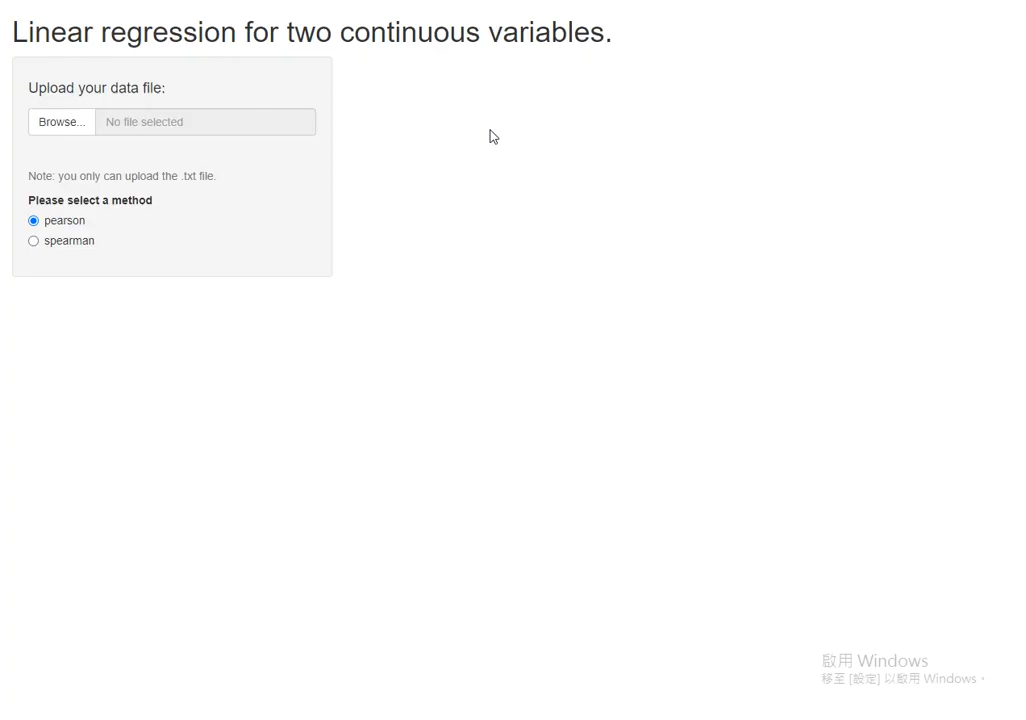 Linear regression for two continuous variables.
Upload your data file:
Browse... No file selected
Note: you only can upload the .txt file.
Please select a method
pearson
spearman
啟用 Windows
移至 [設定] 以啟用 Windows。